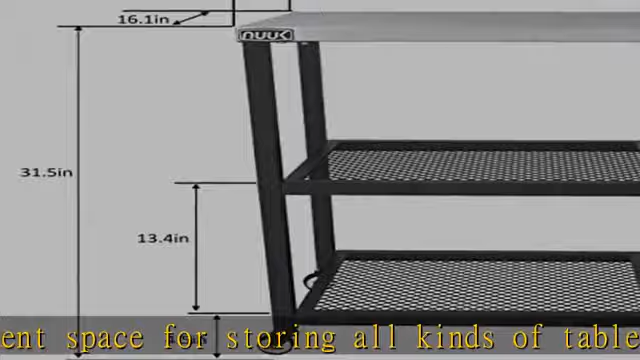 16.1in
NUUK
31.5in
13.4in
ent space for storing all kinds of table